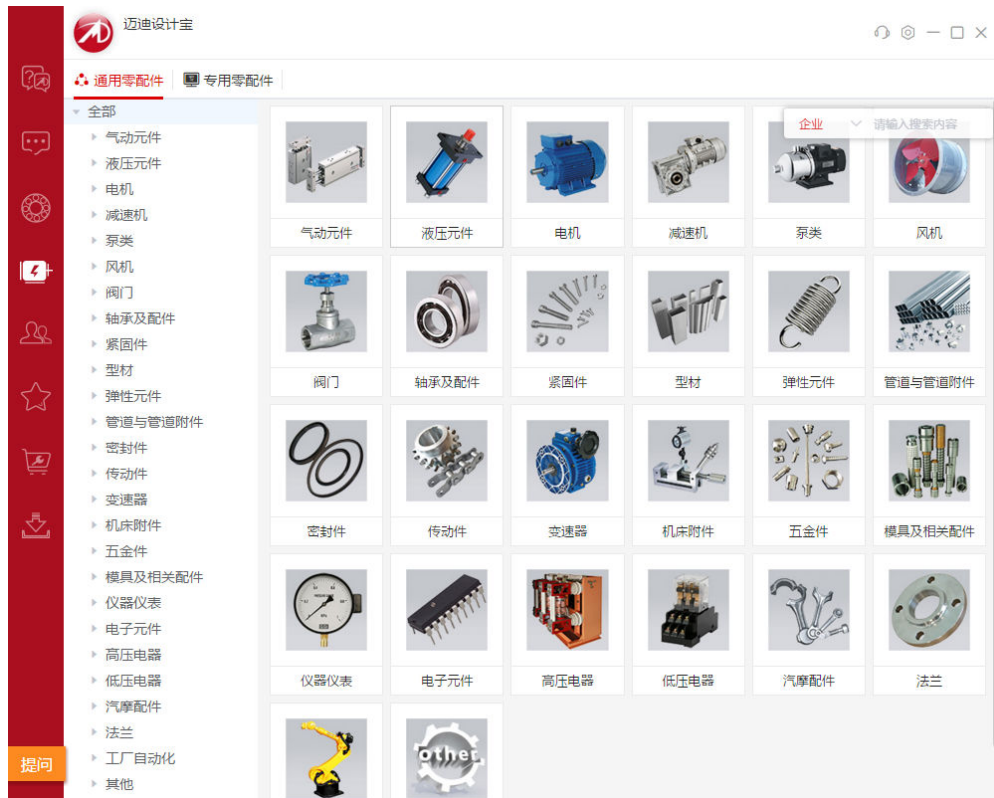 迈迪设计宝
通用零配件 专用零配件
全部
气动元件
液压元件
电机
减速机
泵类
风机
阀门
轴承及配件
紧固件
型材
弹性元件
管道与管道附件
密封件
传动件
变速器
机床附件
五金件
模具及相关配件
仪器仪表
电子元件
高压电器
低压电器
汽摩配件
法兰
工厂自动化
其他
提问
企业 请输入搜索内容
气动元件 液压元件 电机 减速机 泵类 风机
阀门 轴承及配件 紧固件 型材 弹性元件 管道与管道附件
密封件 传动件 变速器 机床附件 五金件 模具及相关配件
仪器仪表 电子元件 高压电器 低压电器 汽摩配件 法兰
other